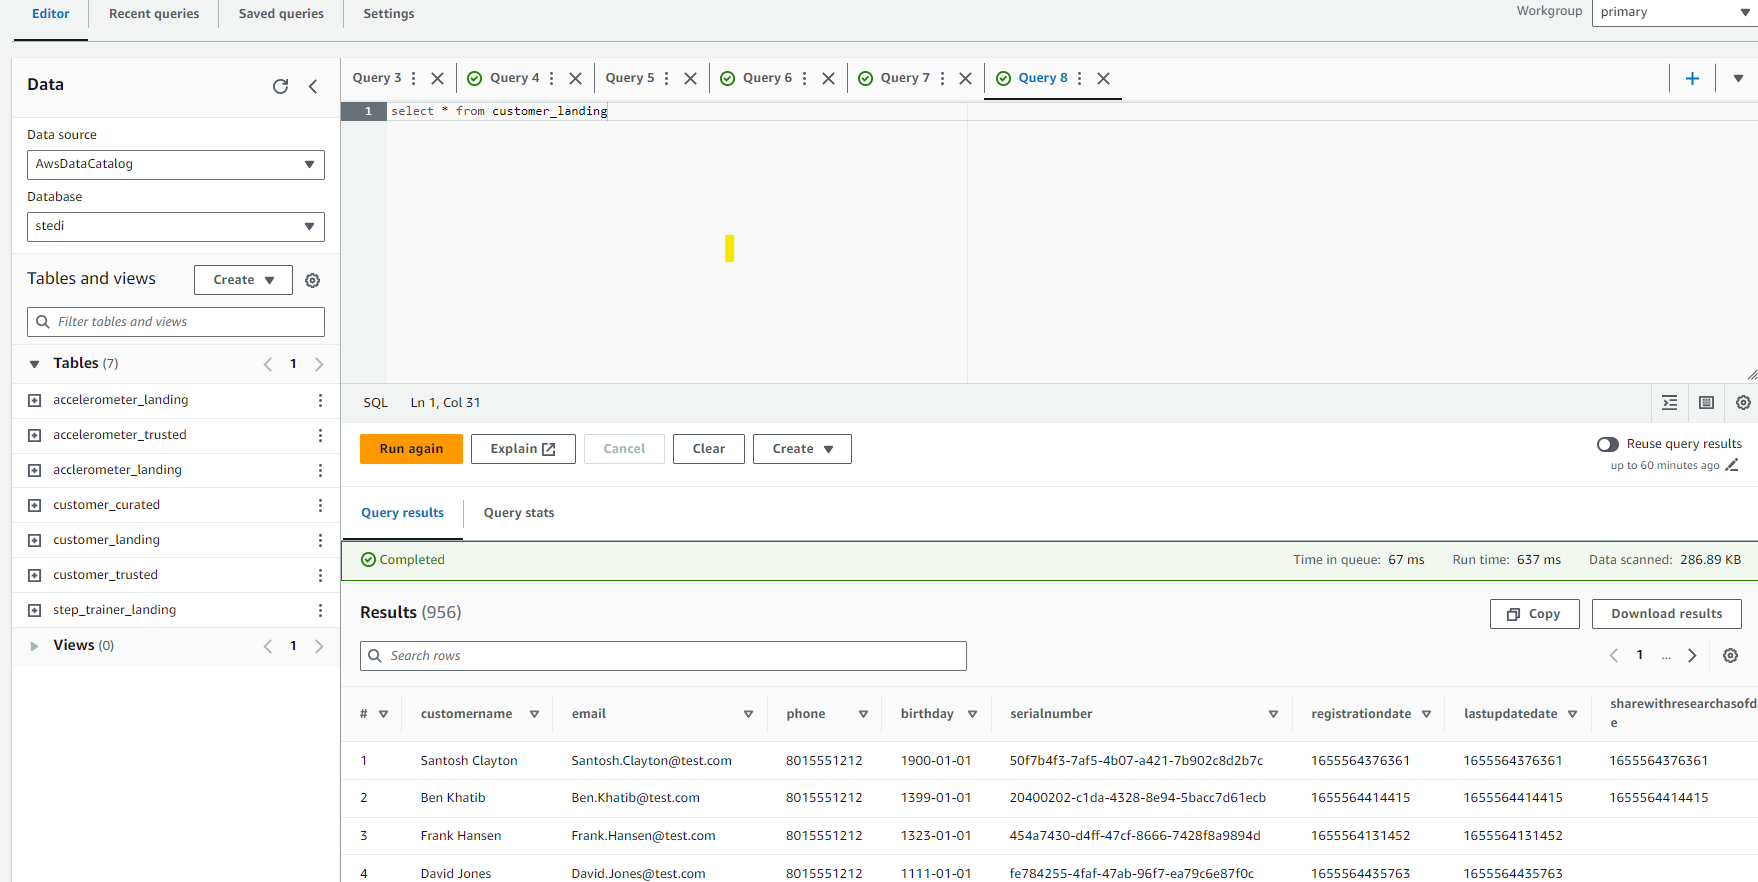 Editor Recent queries Saved queries Settings Workgroup primary
Data
Data source
AwsDataCatalog
Database
stedi
Tables and views Create
Filter tables and views
Tables (7) 1
accelerometer_landing
accelerometer_trusted
acclerometer_landing
customer_curated
customer_landing
customer_trusted
step_trainer_landing
Views (0) 1
Query 3 Query 4 Query 5 Query 6 Query 7 Query 8
1 select * from customer_landing
SQL Ln 1, Col 31
Run again Explain Cancel Clear Create Reuse query results
up to 60 minutes ago
Query results Query stats
Completed Time in queue: 67 ms Run time: 637 ms Data scanned: 286.89 KB
Results (956) Copy Download results
Search rows 1 ...
# customername email phone birthday serialnumber registrationdate lastupdatedate sharewithresearchasofd
e
1 Santosh Clayton Santosh.Clayton@test.com 8015551212 1900-01-01 50f7b4f3-7af5-4b07-a421-7b902c8d2b7c 1655564376361 1655564376361 1655564376361
2 Ben Khatib Ben.Khatib@test.com 8015551212 1399-01-01 20400202-c1da-4328-8e94-5bacc7d61ecb 1655564414415 1655564414415 1655564414415
3 Frank Hansen Frank.Hansen@test.com 8015551212 1323-01-01 454a7430-d4ff-47cf-8666-7428f8a9894d 1655564131452 1655564131452
4 David Jones David.Jones@test.com 8015551212 1111-01-01 fe784255-4faf-47ab-96f7-ea79c6e87f0c 1655564435763 1655564435763